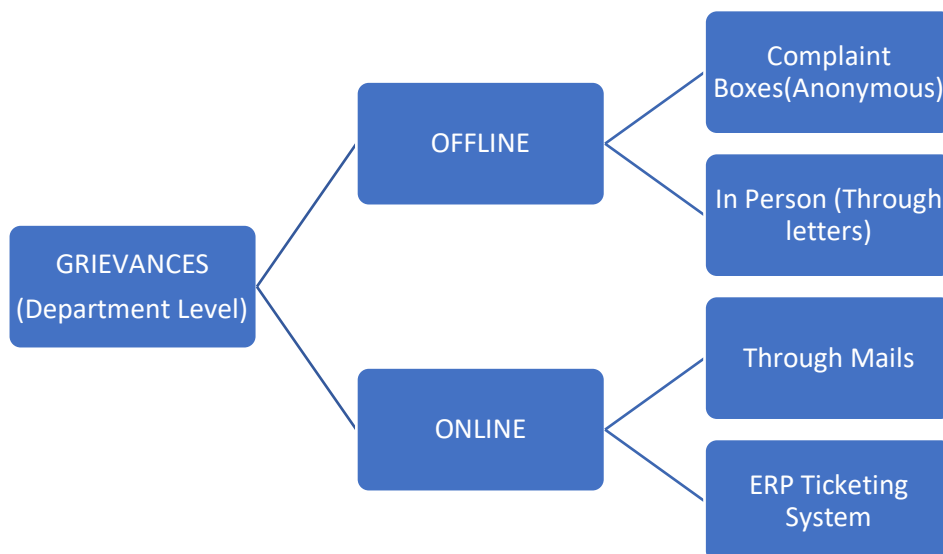 Complaint
Boxes(Anonymous)
OFFLINE
In Person (Through
letters)
GRIEVANCES
(Department Level)
Through Mails
ONLINE
ERP Ticketing
System